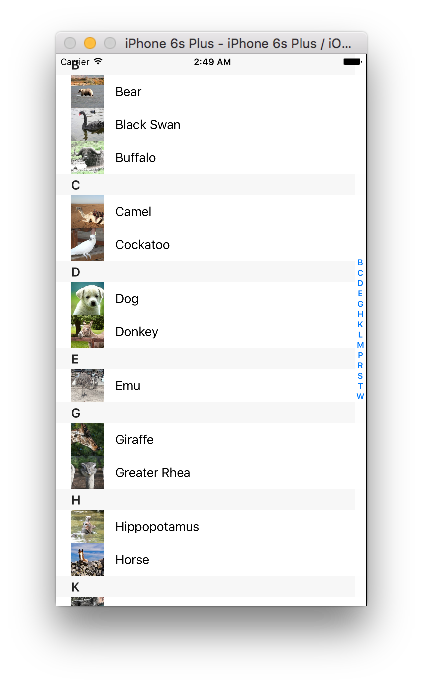 iPhone 6s Plus - iPhone 6s Plus / iO...
Carrier 2:49 AM
B
Bear
Black Swan
Buffalo
C
Camel
Cockatoo
D
Dog
Donkey
E
Emu
G
Giraffe
Greater Rhea
H
Hippopotamus
Horse
K
B
C
D
E
G
H
K
L
M
P
R
S
T
W